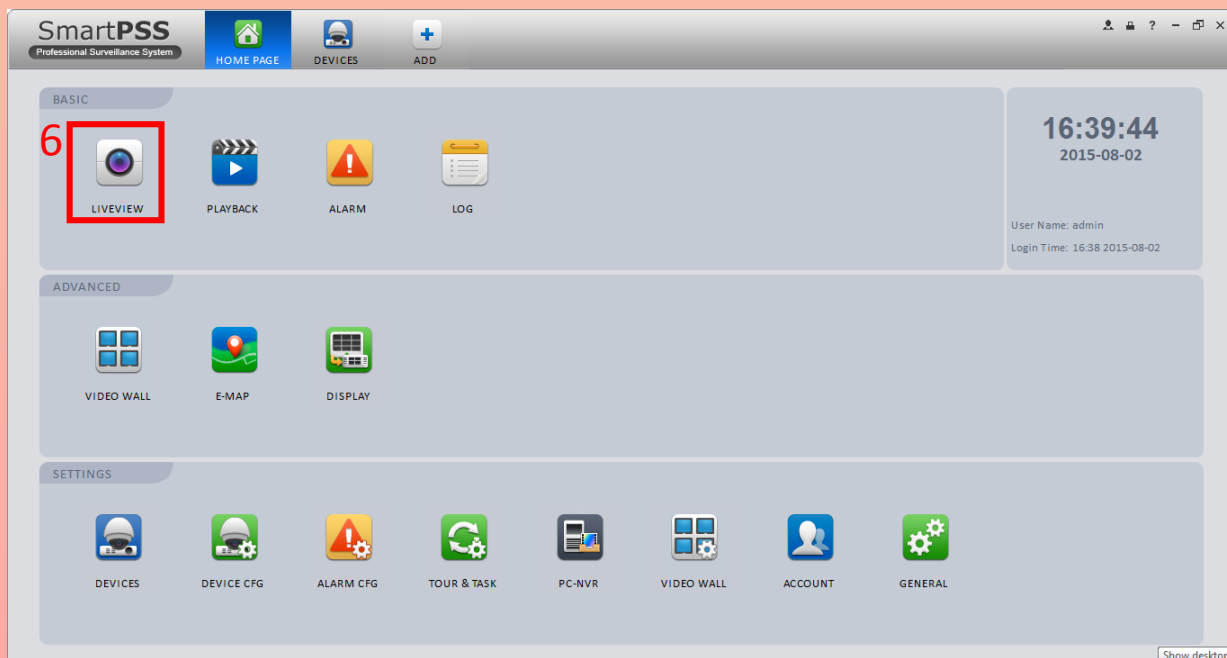 SmartPSS
Professional Surveillance System
HOME PAGE
DEVICES
ADD
?
BASIC
6
LIVEVIEW
PLAYBACK
ALARM
LOG
16:39:44
2015-08-02
User Name: admin
Login Time: 16:38 2015-08-02
ADVANCED
VIDEO WALL
E-MAP
DISPLAY
SETTINGS
DEVICES
DEVICE CFG
ALARM CFG
TOUR & TASK
PC-NVR
VIDEO WALL
ACCOUNT
GENERAL
Show desktop